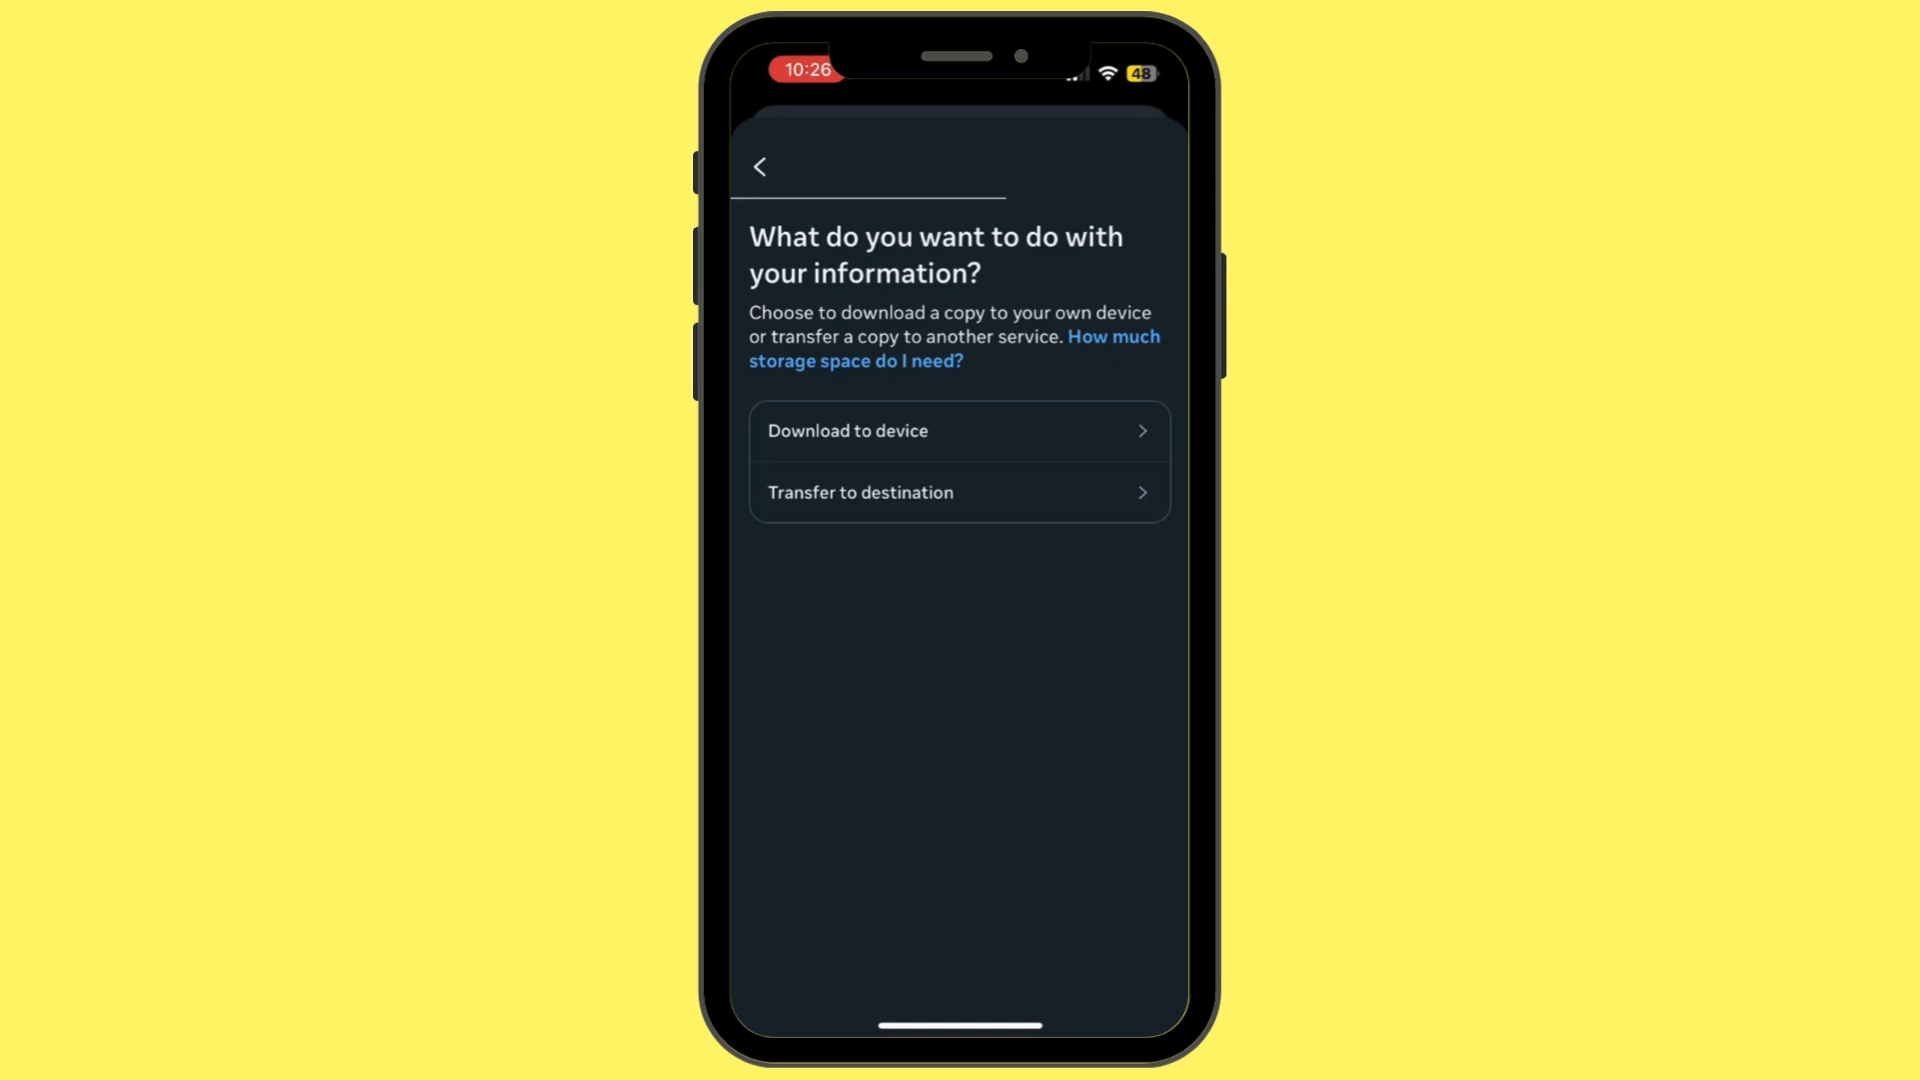 10:26
48
What do you want to do with
your information?
Choose to download a copy to your own device
or transfer a copy to another service. How much
storage space do I need?
Download to device
Transfer to destination